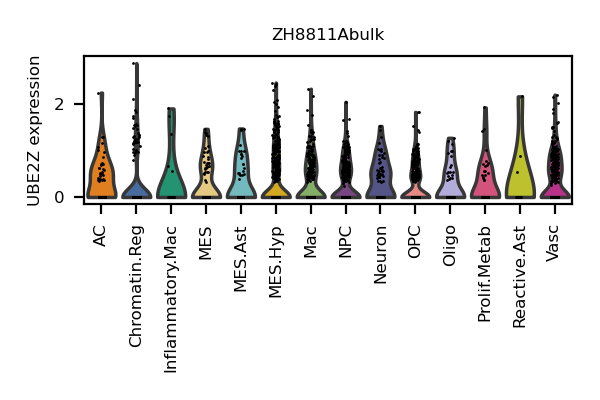 ZH8811Abulk
UBE2Z expression
2
0
AC
Chromatin.Reg
Inflammatory.Mac
MES
MES.Ast
MES.Hyp
Mac
NPC
Neuron
OPC
Oligo
Prolif.Metab
Reactive.Ast
Vasc